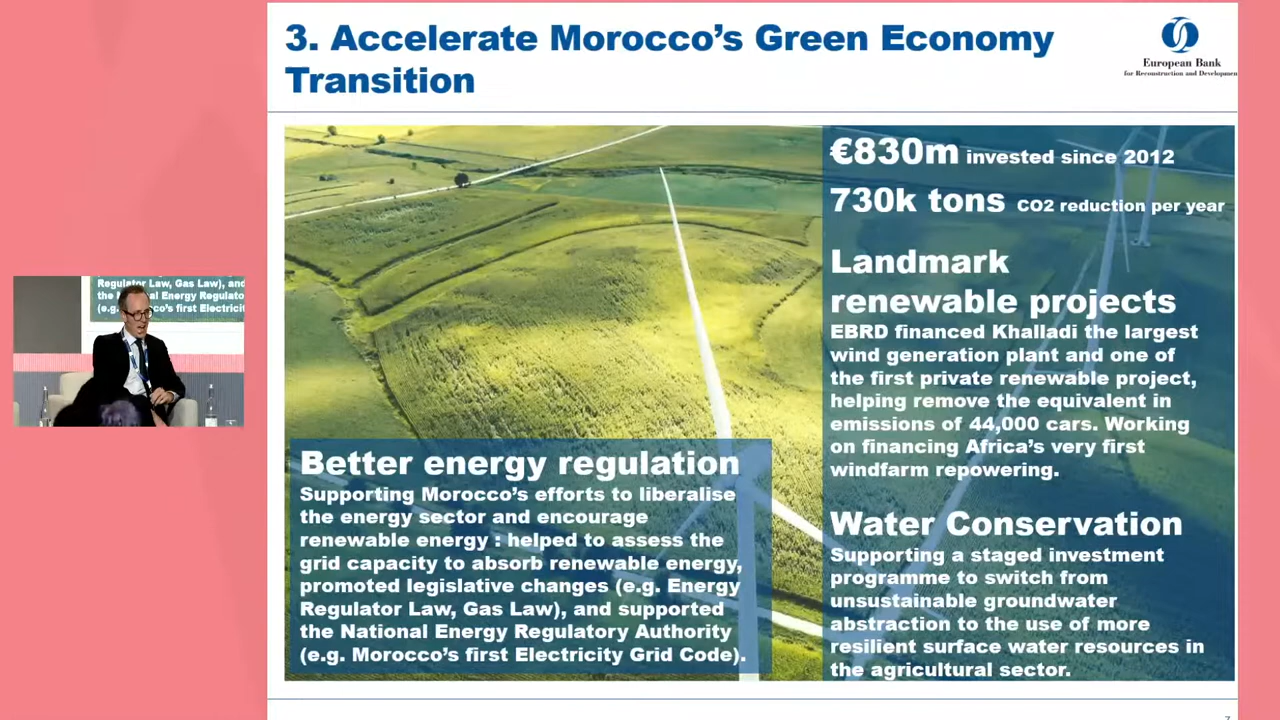 3. Accelerate Morocco's Green Economy
Transition
European Bank
for Reconstruction and Developmen
€830m invested since 2012
730k tons CO2 reduction per year
Landmark
renewable projects
EBRD financed Khalladi the largest
wind generation plant and one of
the first private renewable project,
helping remove the equivalent in
emissions of 44,000 cars. Working
on financing Africa's very first
windfarm repowering.
Water Conservation
Supporting a staged investment
programme to switch from
unsustainable groundwater
abstraction to the use of more
resilient surface water resources in
the agricultural sector.
Better energy regulation
Supporting Morocco's efforts to liberalise
the energy sector and encourage
renewable energy : helped to assess the
grid capacity to absorb renewable energy,
promoted legislative changes (e.g. Energy
Regulator Law, Gas Law), and supported
the National Energy Regulatory Authority
(e.g. Morocco's first Electricity Grid Code).
Regulator Law, Gas Law), and
the al Energy Regulato
(e.g. co's first Electricit